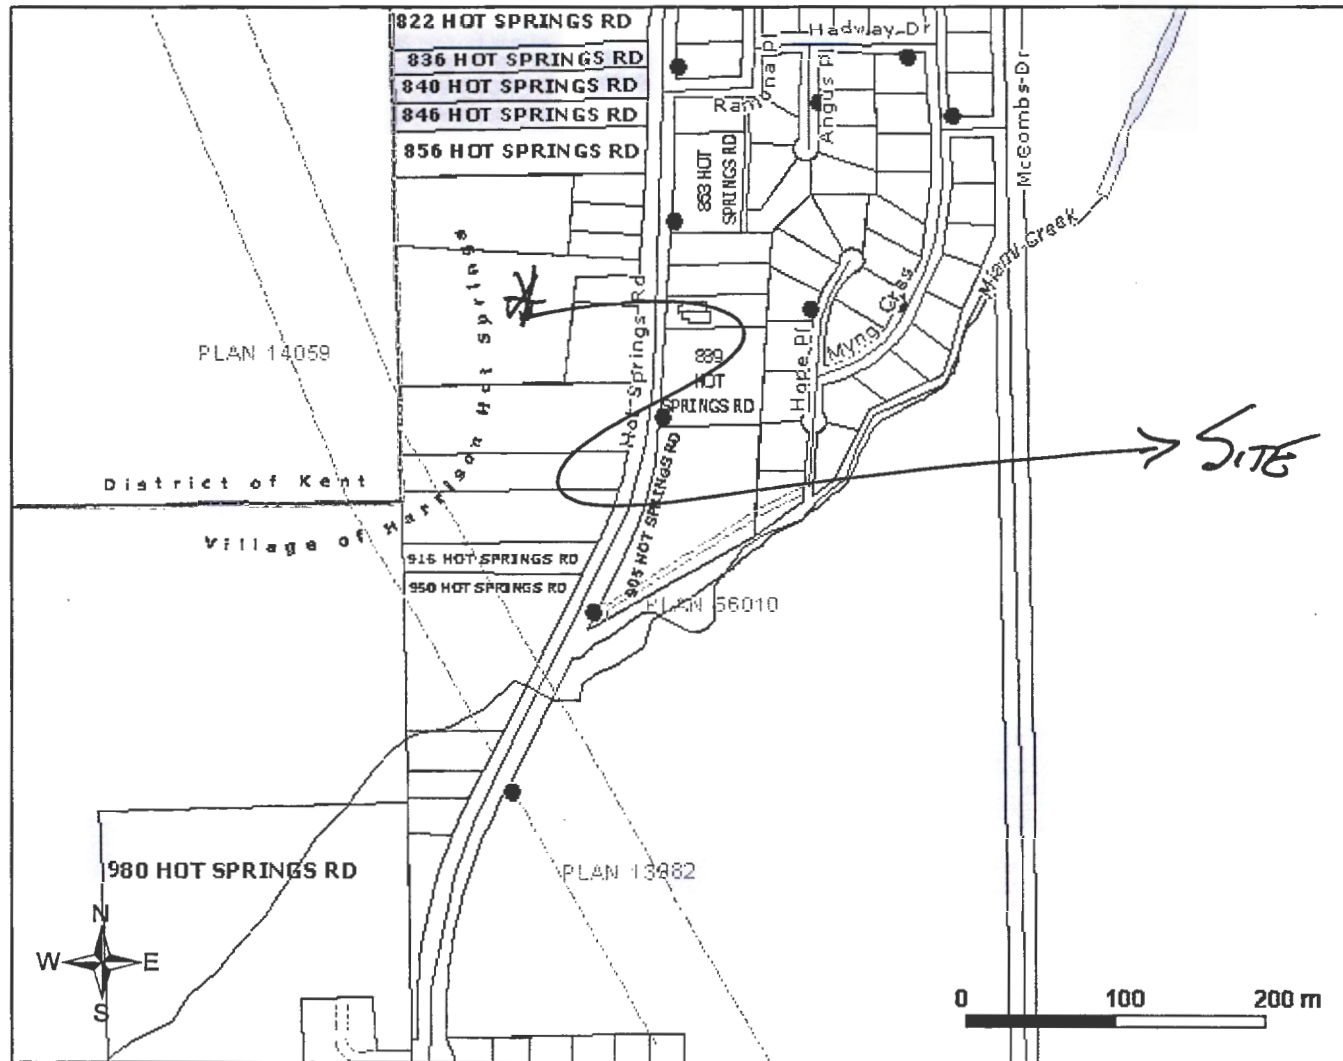 822 HOT SPRINGS RD
836 HOT SPRINGS RD
840 HOT SPRINGS RD
846 HOT SPRINGS RD
856 HOT SPRINGS RD
Hadway Dr
Ramona Pl
Angus Pl
McCombs Dr
853 HOT
SPRINGS RD
Miami Creek
Hot Springs Rd
PLAN 14059
889
HOT
SPRINGS RD
Hope Pl
Myng Cres
SITE
District of Kent
Village of Harrison Hot Springs
905 HOT SPRINGS RD
916 HOT SPRINGS RD
950 HOT SPRINGS RD
PLAN 56010
980 HOT SPRINGS RD
PLAN 13982
N
W E
S
0 100 200 m